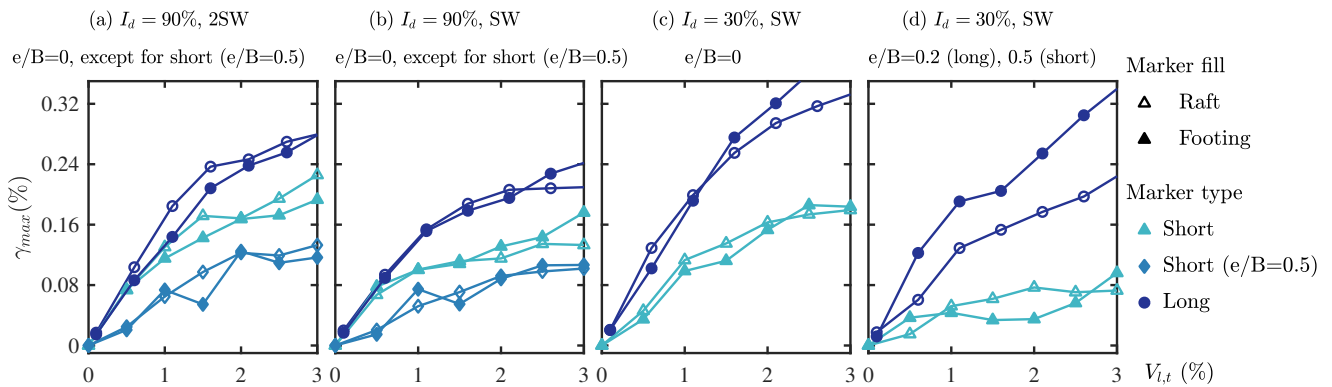 (a) I_d = 90%, 2SW
e/B=0, except for short (e/B=0.5)
(b) I_d = 90%, SW
e/B=0, except for short (e/B=0.5)
(c) I_d = 30%, SW
e/B=0
(d) I_d = 30%, SW
e/B=0.2 (long), 0.5 (short)
γ_max(%)
0.32
0.24
0.16
0.08
0
0 1 2 3
0 1 2 3
0 1 2 3
0 1 2 3
Marker fill
Raft
Footing
Marker type
Short
Short (e/B=0.5)
Long
V_l,t (%)